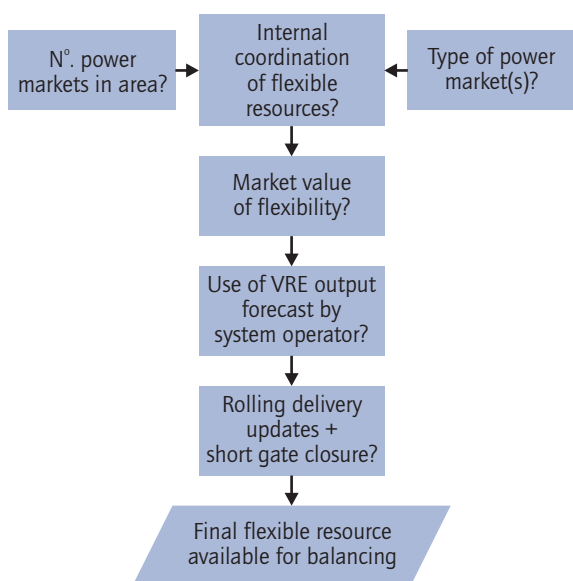 N°. power
markets in area?
Internal
coordination
of flexible
resources?
Type of power
market(s)?
Market value
of flexibility?
Use of VRE output
forecast by
system operator?
Rolling delivery
updates +
short gate closure?
Final flexible resource
available for balancing